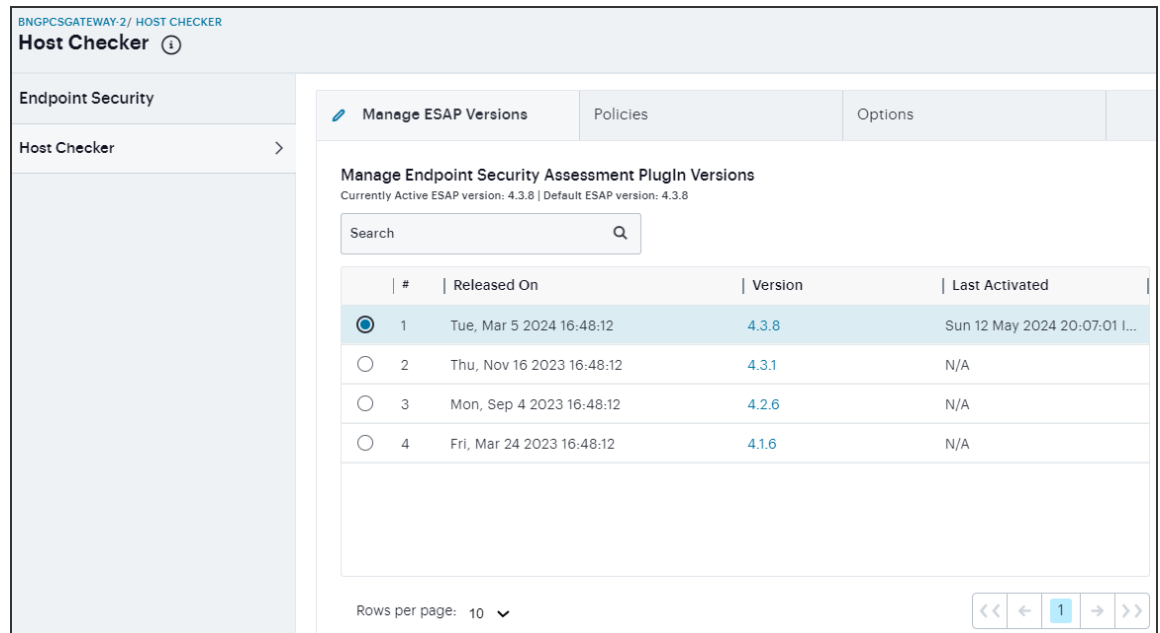 BNGPCSGATEWAY-2/ HOST CHECKER
Host Checker
Endpoint Security
Host Checker
Manage ESAP Versions Policies Options
Manage Endpoint Security Assessment PlugIn Versions
Currently Active ESAP version: 4.3.8 | Default ESAP version: 4.3.8
Search
# Released On Version Last Activated
1 Tue, Mar 5 2024 16:48:12 4.3.8 Sun 12 May 2024 20:07:01 I...
2 Thu, Nov 16 2023 16:48:12 4.3.1 N/A
3 Mon, Sep 4 2023 16:48:12 4.2.6 N/A
4 Fri, Mar 24 2023 16:48:12 4.1.6 N/A
Rows per page: 10 << ← 1 → >>